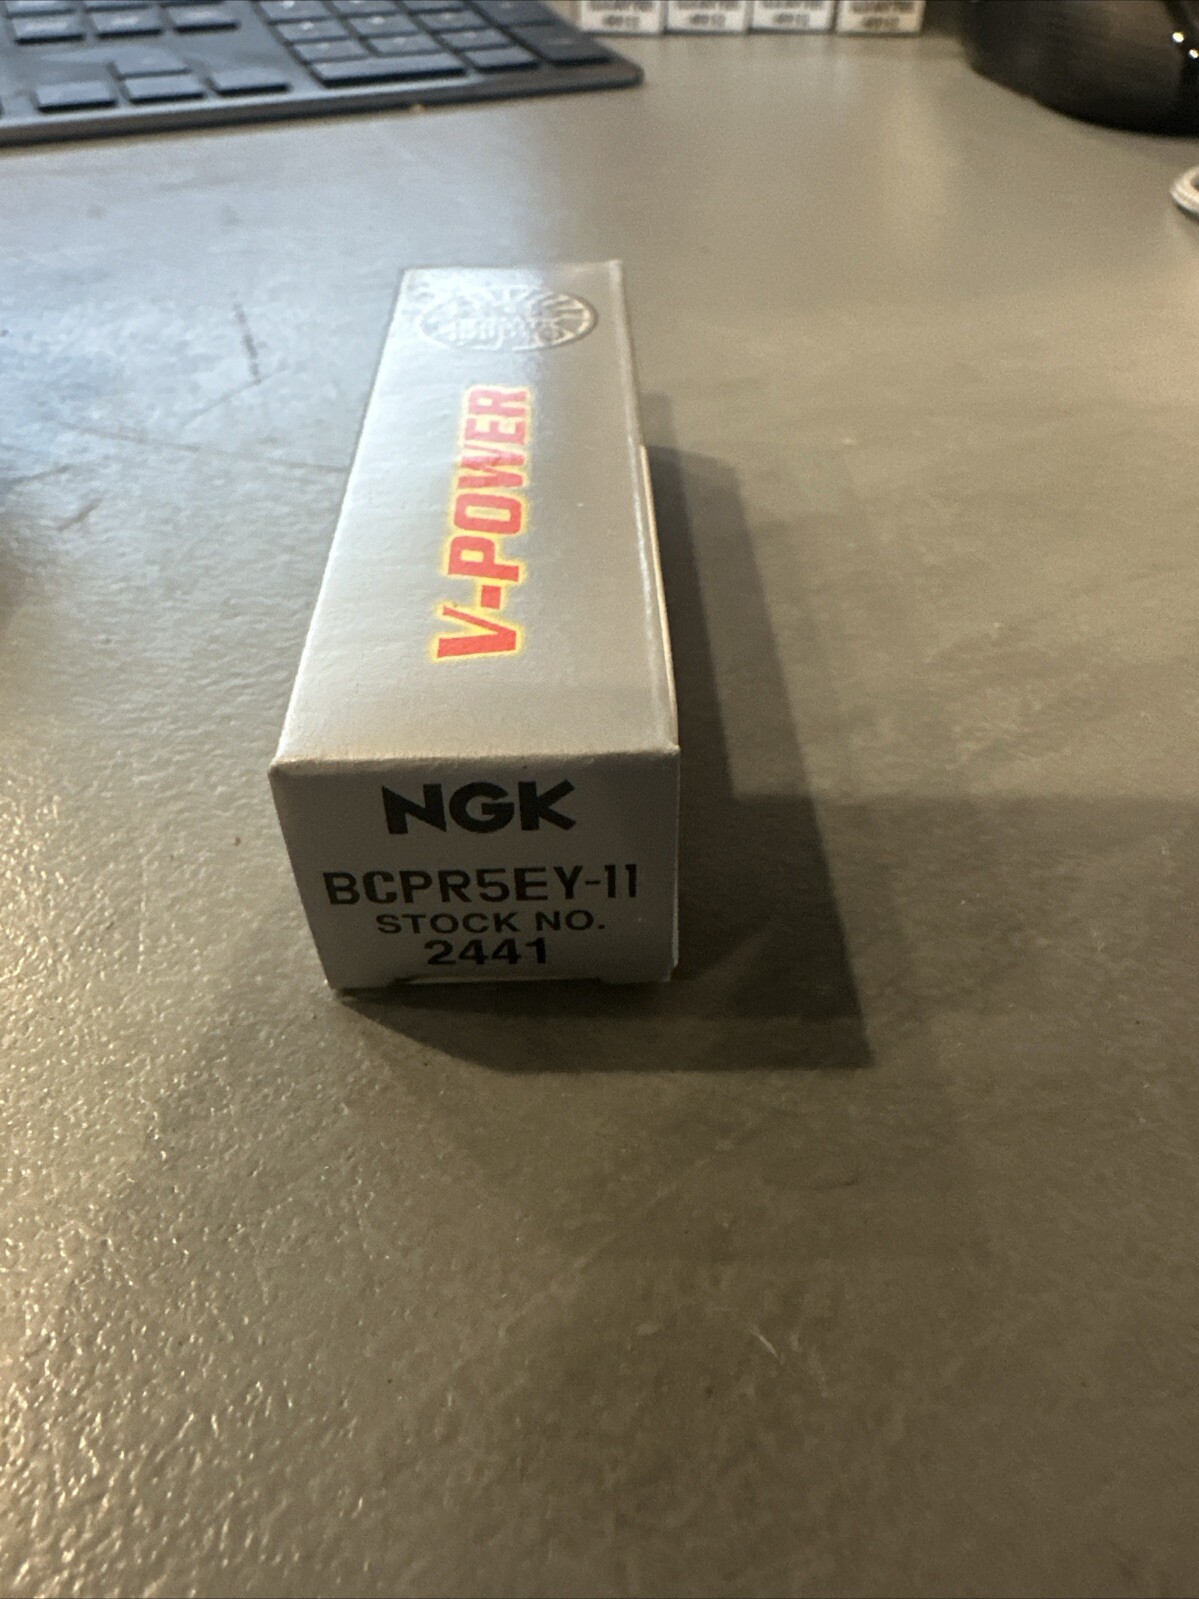 V-POWER
NGK
BCPR5EY-11
STOCK NO.
2441